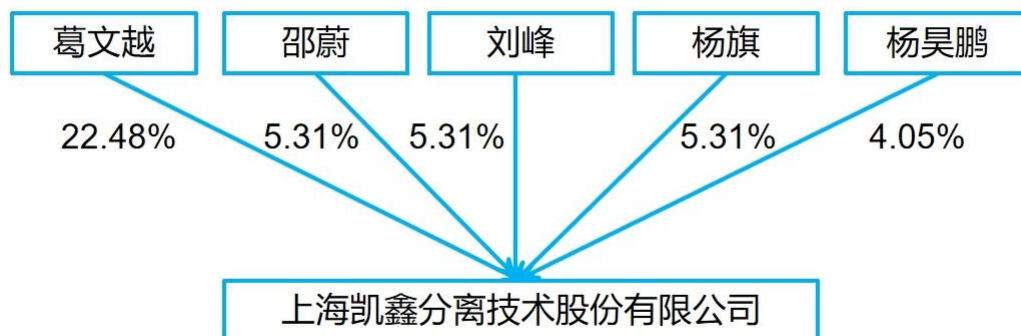 葛文越
邵蔚
刘峰
杨旗
杨昊鹏
22.48%
5.31%
5.31%
5.31%
4.05%
上海凯鑫分离技术股份有限公司